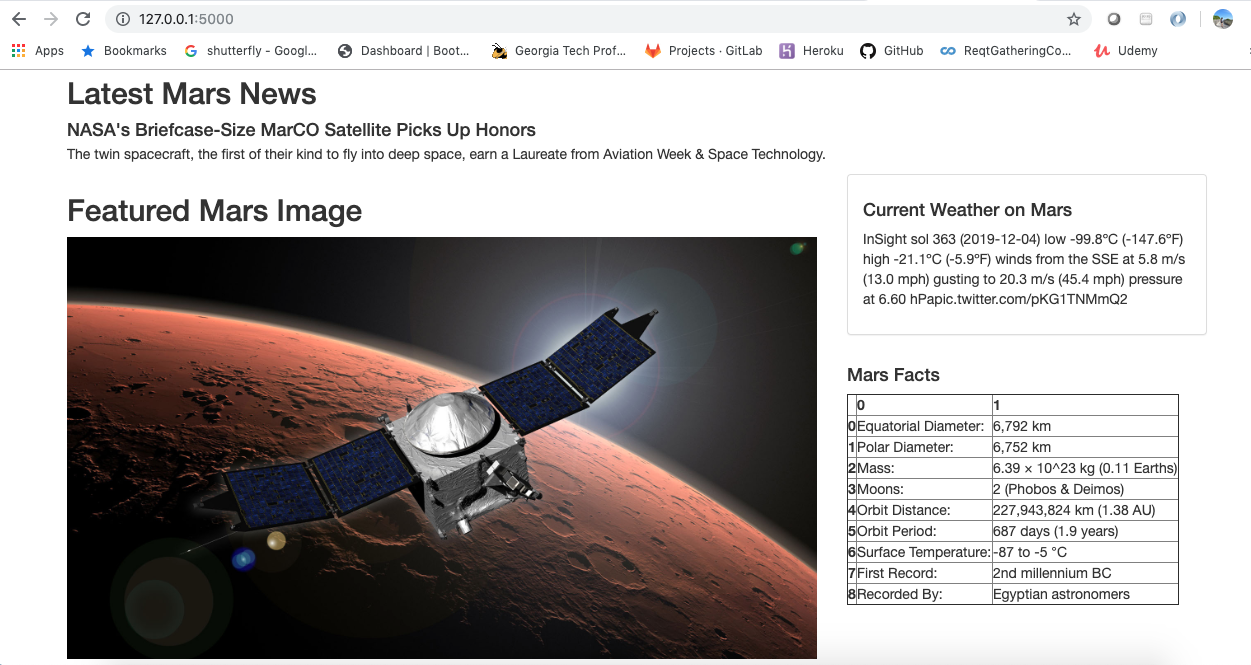 127.0.0.1:5000
Apps Bookmarks shutterfly - Googl... Dashboard | Boot... Georgia Tech Prof... Projects · GitLab Heroku GitHub ReqtGatheringCo... Udemy
Latest Mars News
NASA's Briefcase-Size MarCO Satellite Picks Up Honors
The twin spacecraft, the first of their kind to fly into deep space, earn a Laureate from Aviation Week & Space Technology.
Featured Mars Image
Current Weather on Mars
InSight sol 363 (2019-12-04) low -99.8ºC (-147.6ºF)
high -21.1ºC (-5.9ºF) winds from the SSE at 5.8 m/s
(13.0 mph) gusting to 20.3 m/s (45.4 mph) pressure
at 6.60 hPapic.twitter.com/pKG1TNMmQ2
Mars Facts
0 1
0 Equatorial Diameter: 6,792 km
1 Polar Diameter: 6,752 km
2 Mass: 6.39 × 10^23 kg (0.11 Earths)
3 Moons: 2 (Phobos & Deimos)
4 Orbit Distance: 227,943,824 km (1.38 AU)
5 Orbit Period: 687 days (1.9 years)
6 Surface Temperature: -87 to -5 °C
7 First Record: 2nd millennium BC
8 Recorded By: Egyptian astronomers